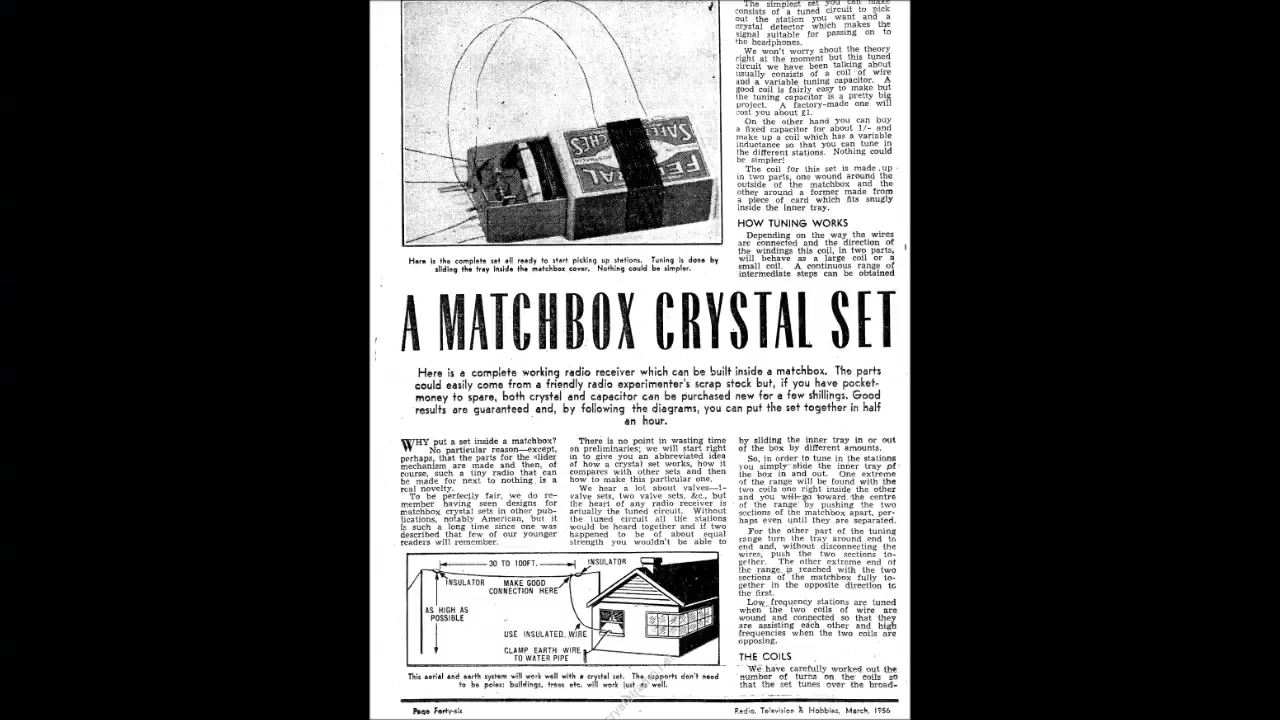 The simplest set you can make
consists of a tuned circuit to pick
out the station you want and a
crystal detector which makes the
signal suitable for passing on to
the headphones.
We won't worry about the theory
right at the moment but this tuned
circuit we have been talking about
usually consists of a coil of wire
and a variable tuning capacitor. A
good coil is fairly easy to make but
the tuning capacitor is a pretty big
project. A factory-made one will
cost you about £1.
On the other hand you can buy
a fixed capacitor for about 1/- and
make up a coil which has a variable
inductance so that you can tune in
the different stations. Nothing could
be simpler!
The coil for this set is made up
in two parts, one wound around the
outside of the matchbox and the
other around a former made from
a piece of card which fits snugly
inside the inner tray.
HOW TUNING WORKS
Depending on the way the wires
are connected and the direction of
the windings this coil, in two parts,
will behave as a large coil or a
small coil. A continuous range of
intermediate steps can be obtained
Here is the complete set all ready to start picking up stations. Tuning is done by
sliding the tray inside the matchbox cover. Nothing could be simpler.
A MATCHBOX CRYSTAL SET
Here is a complete working radio receiver which can be built inside a matchbox. The parts
could easily come from a friendly radio experimenter's scrap stock but, if you have pocket-
money to spare, both crystal and capacitor can be purchased new for a few shillings. Good
results are guaranteed and, by following the diagrams, you can put the set together in half
an hour.
WHY put a set inside a matchbox?
No particular reason—except,
perhaps, that the parts for the slider
mechanism are made and then, of
course, such a tiny radio that can
be made for next to nothing is a
real novelty.
To be perfectly fair, we do re-
member having seen designs for
matchbox crystal sets in other pub-
lications, notably American, but it
is such a long time since one was
described that few of our younger
readers will remember.
There is no point in wasting time
on preliminaries; we will start right
in to give you an abbreviated idea
of how a crystal set works, how it
compares with other sets and then
how to make this particular one.
We hear a lot about valves—1-
valve sets, two valve sets, &c., but
the heart of any radio receiver is
actually the tuned circuit. Without
the tuned circuit all the stations
would be heard together and if two
happened to be of about equal
strength you wouldn't be able to
by sliding the inner tray in or out
of the box by different amounts.
So, in order to tune in the stations
you simply slide the inner tray of
the box in and out. One extreme
of the range will be found with the
two coils one right inside the other
and you will go toward the centre
of the range by pushing the two
sections of the matchbox apart, per-
haps even until they are separated.
For the other part of the tuning
range turn the tray around end to
end and, without disconnecting the
wires, push the two sections to-
gether. The other extreme end of
the range is reached with the two
sections of the matchbox fully to-
gether in the opposite direction to
the first.
Low frequency stations are tuned
when the two coils of wire are
wound and connected so that they
are assisting each other and high
frequencies when the two coils are
opposing.
THE COILS
We have carefully worked out the
number of turns on the coils so
that the set tunes over the broad-
30 TO 100FT.
INSULATOR
INSULATOR
MAKE GOOD
CONNECTION HERE
AS HIGH AS
POSSIBLE
USE INSULATED WIRE
CLAMP EARTH WIRE
TO WATER PIPE
This aerial and earth system will work well with a crystal set. The supports don't need
to be poles: buildings, trees etc. will work just as well.
Page Forty-six
Radio, Television & Hobbies, March, 1956